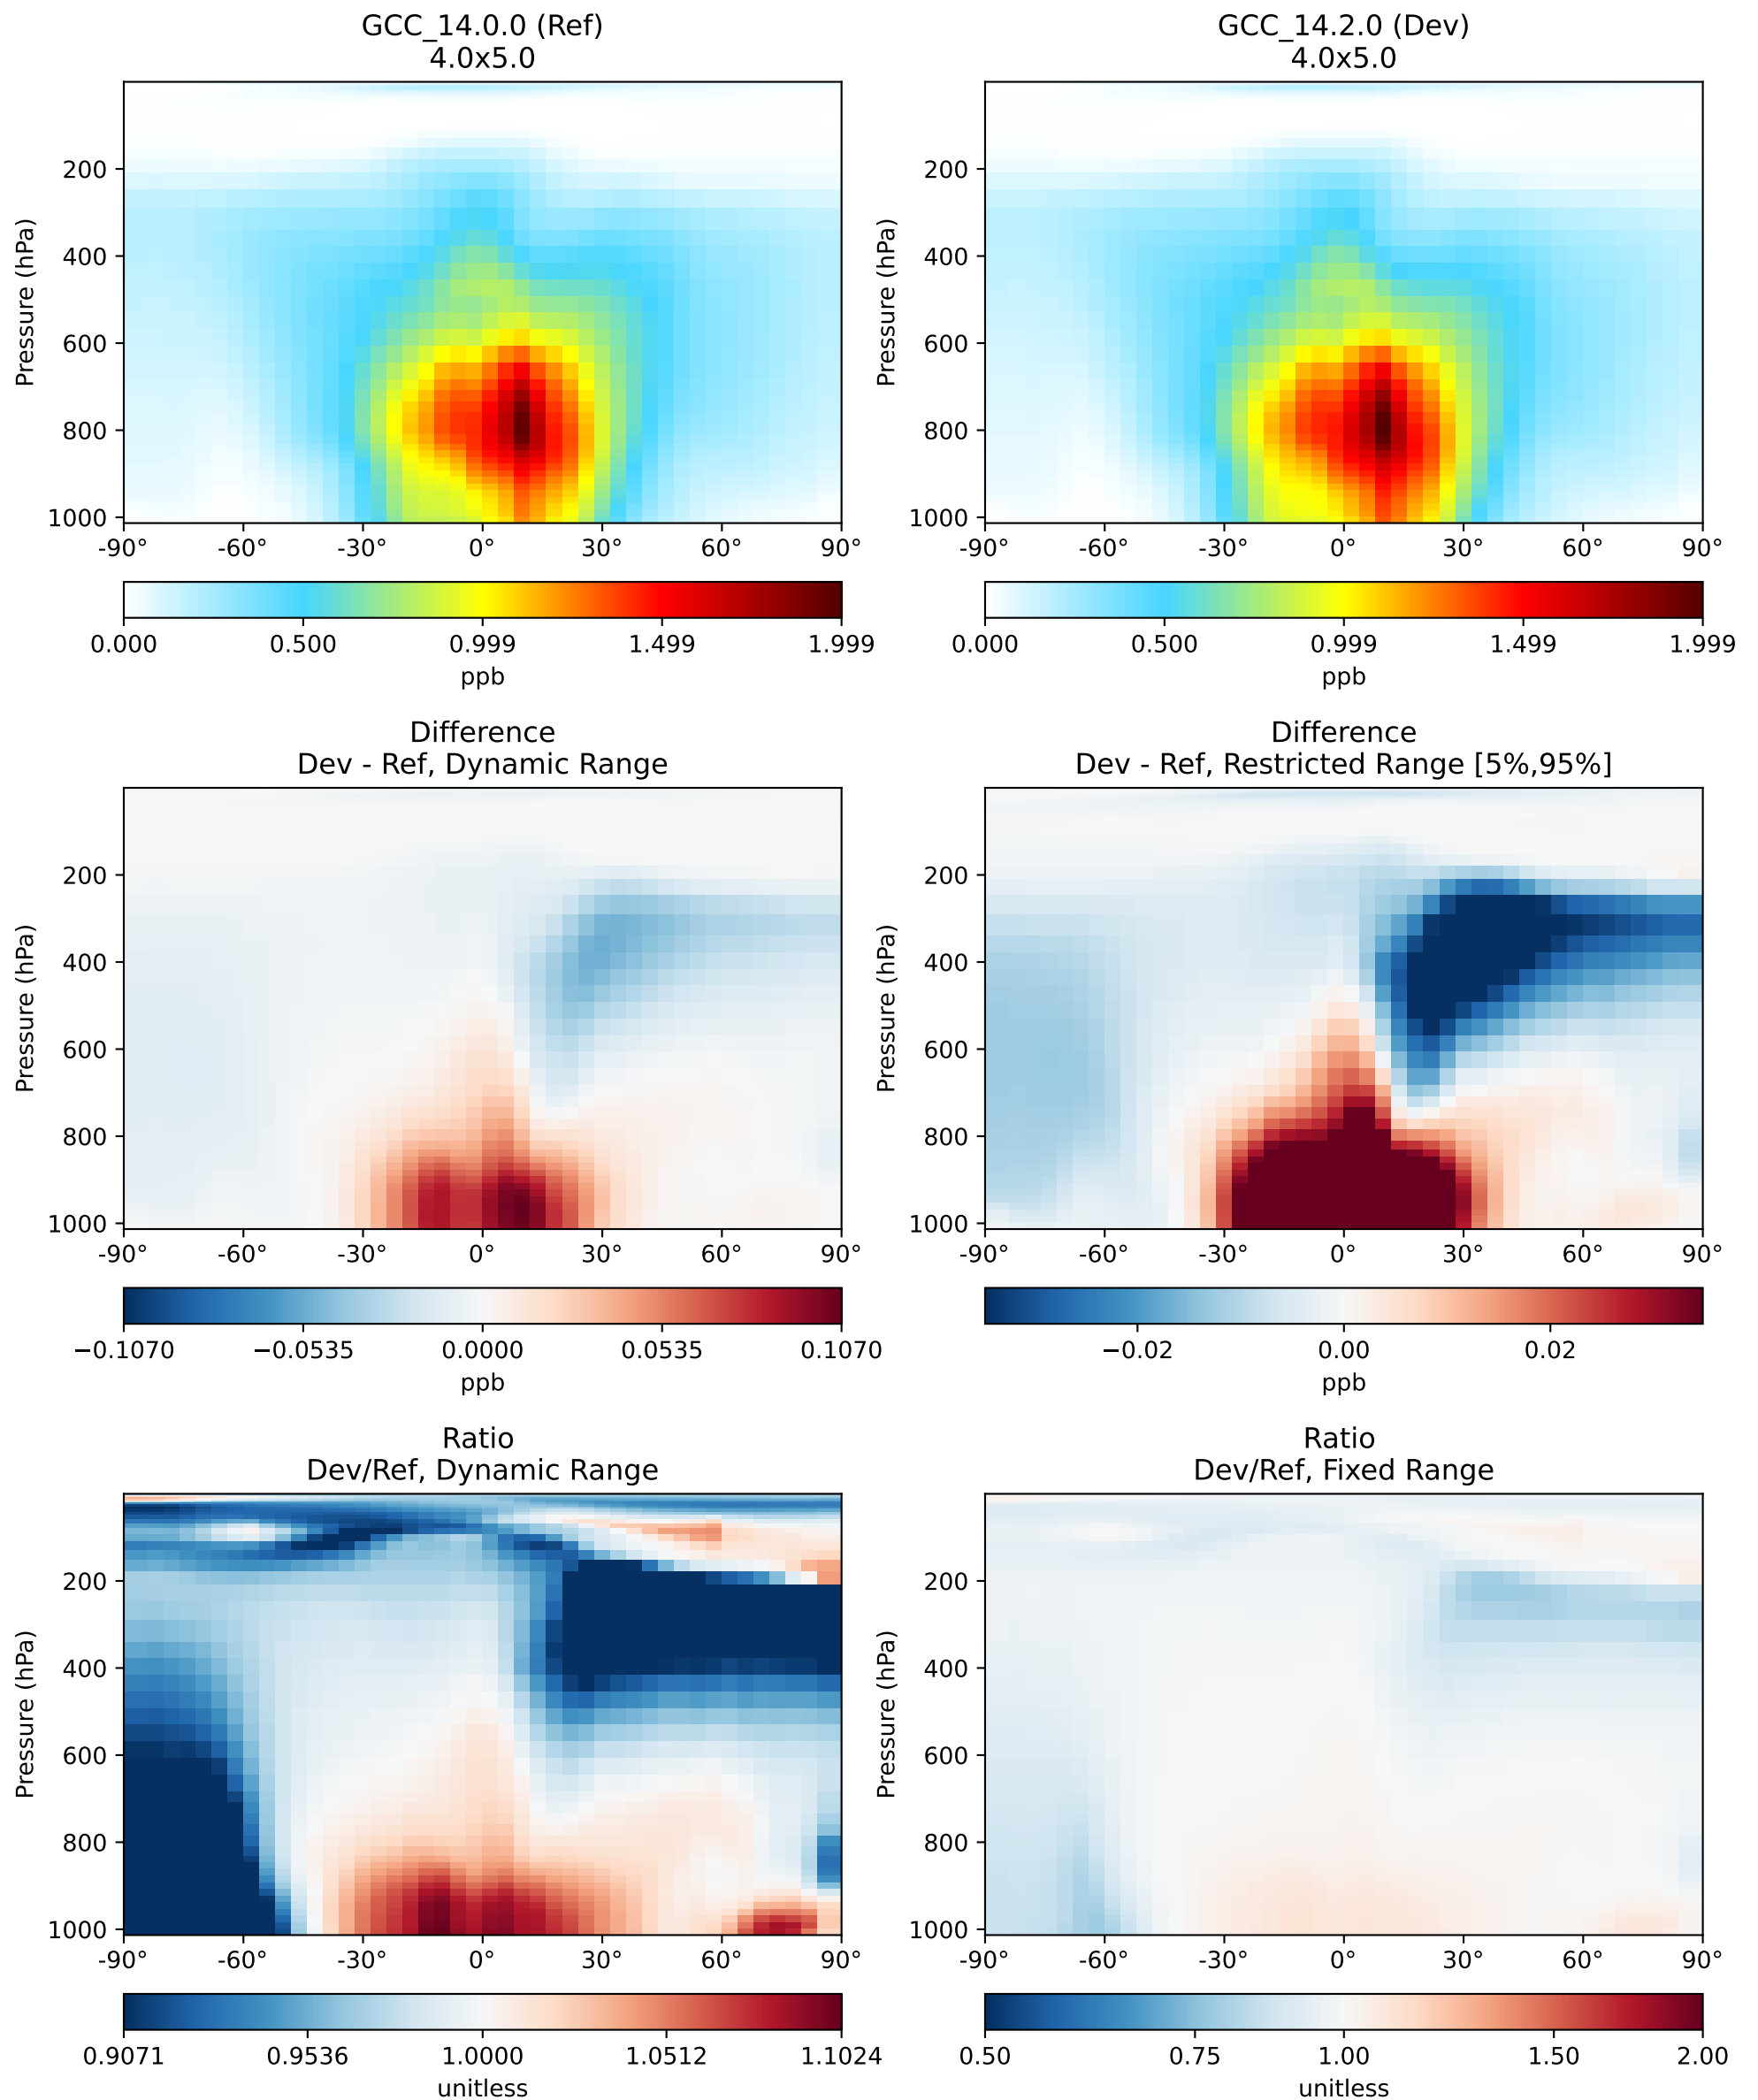 GCC_14.0.0 (Ref)
4.0x5.0
GCC_14.2.0 (Dev)
4.0x5.0
Pressure (hPa)
200
400
600
800
1000
-90° -60° -30° 0° 30° 60° 90°
0.000 0.500 0.999 1.499 1.999
ppb
Pressure (hPa)
200
400
600
800
1000
-90° -60° -30° 0° 30° 60° 90°
0.000 0.500 0.999 1.499 1.999
ppb
Difference
Dev - Ref, Dynamic Range
Pressure (hPa)
200
400
600
800
1000
-90° -60° -30° 0° 30° 60° 90°
−0.1070 −0.0535 0.0000 0.0535 0.1070
ppb
Difference
Dev - Ref, Restricted Range [5%,95%]
Pressure (hPa)
200
400
600
800
1000
-90° -60° -30° 0° 30° 60° 90°
−0.02 0.00 0.02
ppb
Ratio
Dev/Ref, Dynamic Range
Pressure (hPa)
200
400
600
800
1000
-90° -60° -30° 0° 30° 60° 90°
0.9071 0.9536 1.0000 1.0512 1.1024
unitless
Ratio
Dev/Ref, Fixed Range
Pressure (hPa)
200
400
600
800
1000
-90° -60° -30° 0° 30° 60° 90°
0.50 0.75 1.00 1.50 2.00
unitless